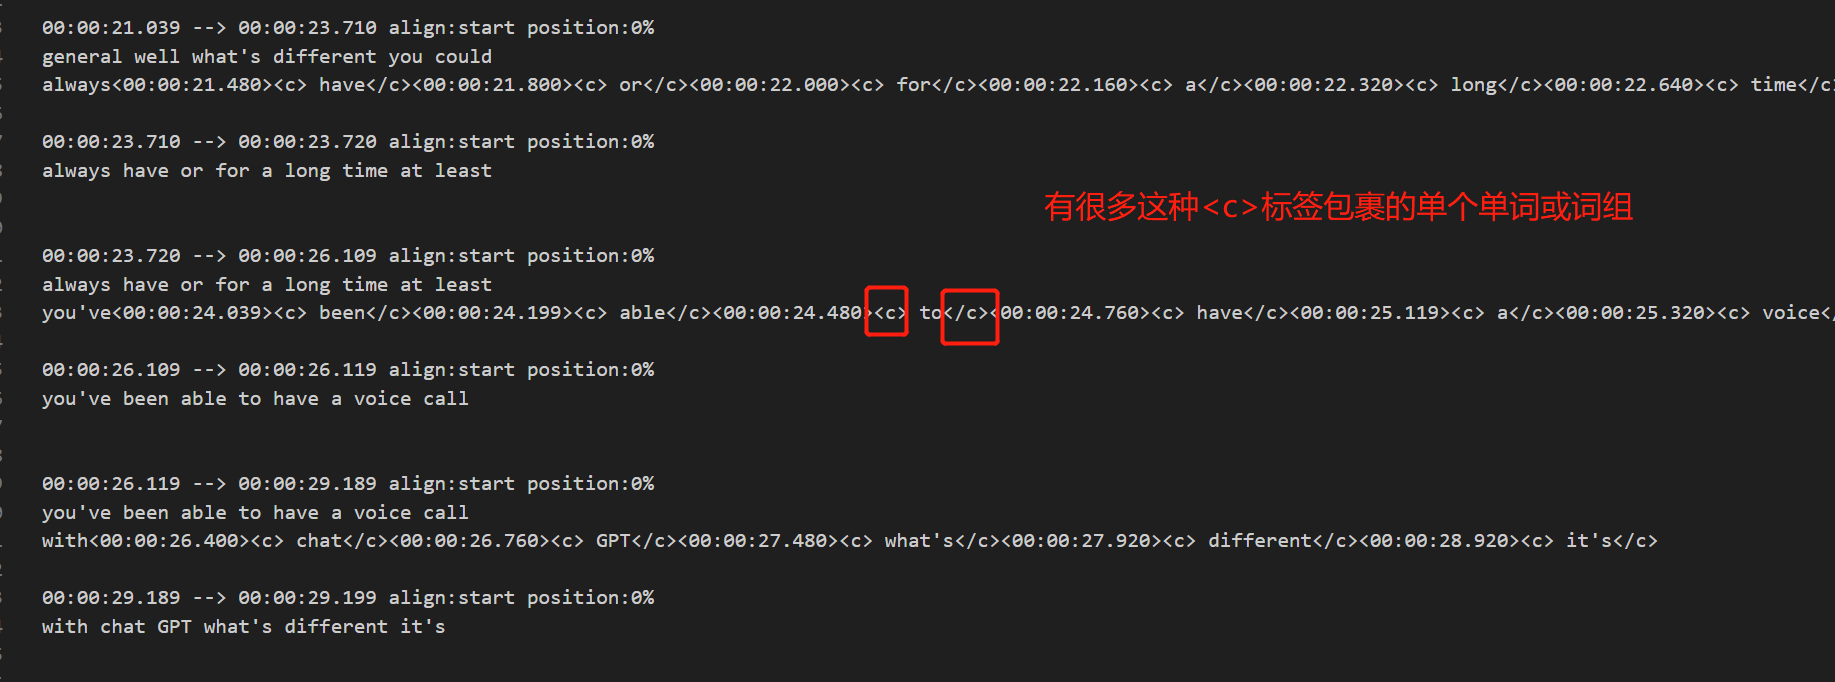 00:00:21.039 --> 00:00:23.710 align:start position:0%
general well what's different you could
always<00:00:21.480><c> have</c><00:00:21.800><c> or</c><00:00:22.000><c> for</c><00:00:22.160><c> a</c><00:00:22.320><c> long</c><00:00:22.640><c> time</c
00:00:23.710 --> 00:00:23.720 align:start position:0%
always have or for a long time at least
有很多这种<c>标签包裹的单个单词或词组
00:00:23.720 --> 00:00:26.109 align:start position:0%
always have or for a long time at least
you've<00:00:24.039><c> been</c><00:00:24.199><c> able</c><00:00:24.480><c> to</c><00:00:24.760><c> have</c><00:00:25.119><c> a</c><00:00:25.320><c> voice</
00:00:26.109 --> 00:00:26.119 align:start position:0%
you've been able to have a voice call
00:00:26.119 --> 00:00:29.189 align:start position:0%
you've been able to have a voice call
with<00:00:26.400><c> chat</c><00:00:26.760><c> GPT</c><00:00:27.480><c> what's</c><00:00:27.920><c> different</c><00:00:28.920><c> it's</c>
00:00:29.189 --> 00:00:29.199 align:start position:0%
with chat GPT what's different it's